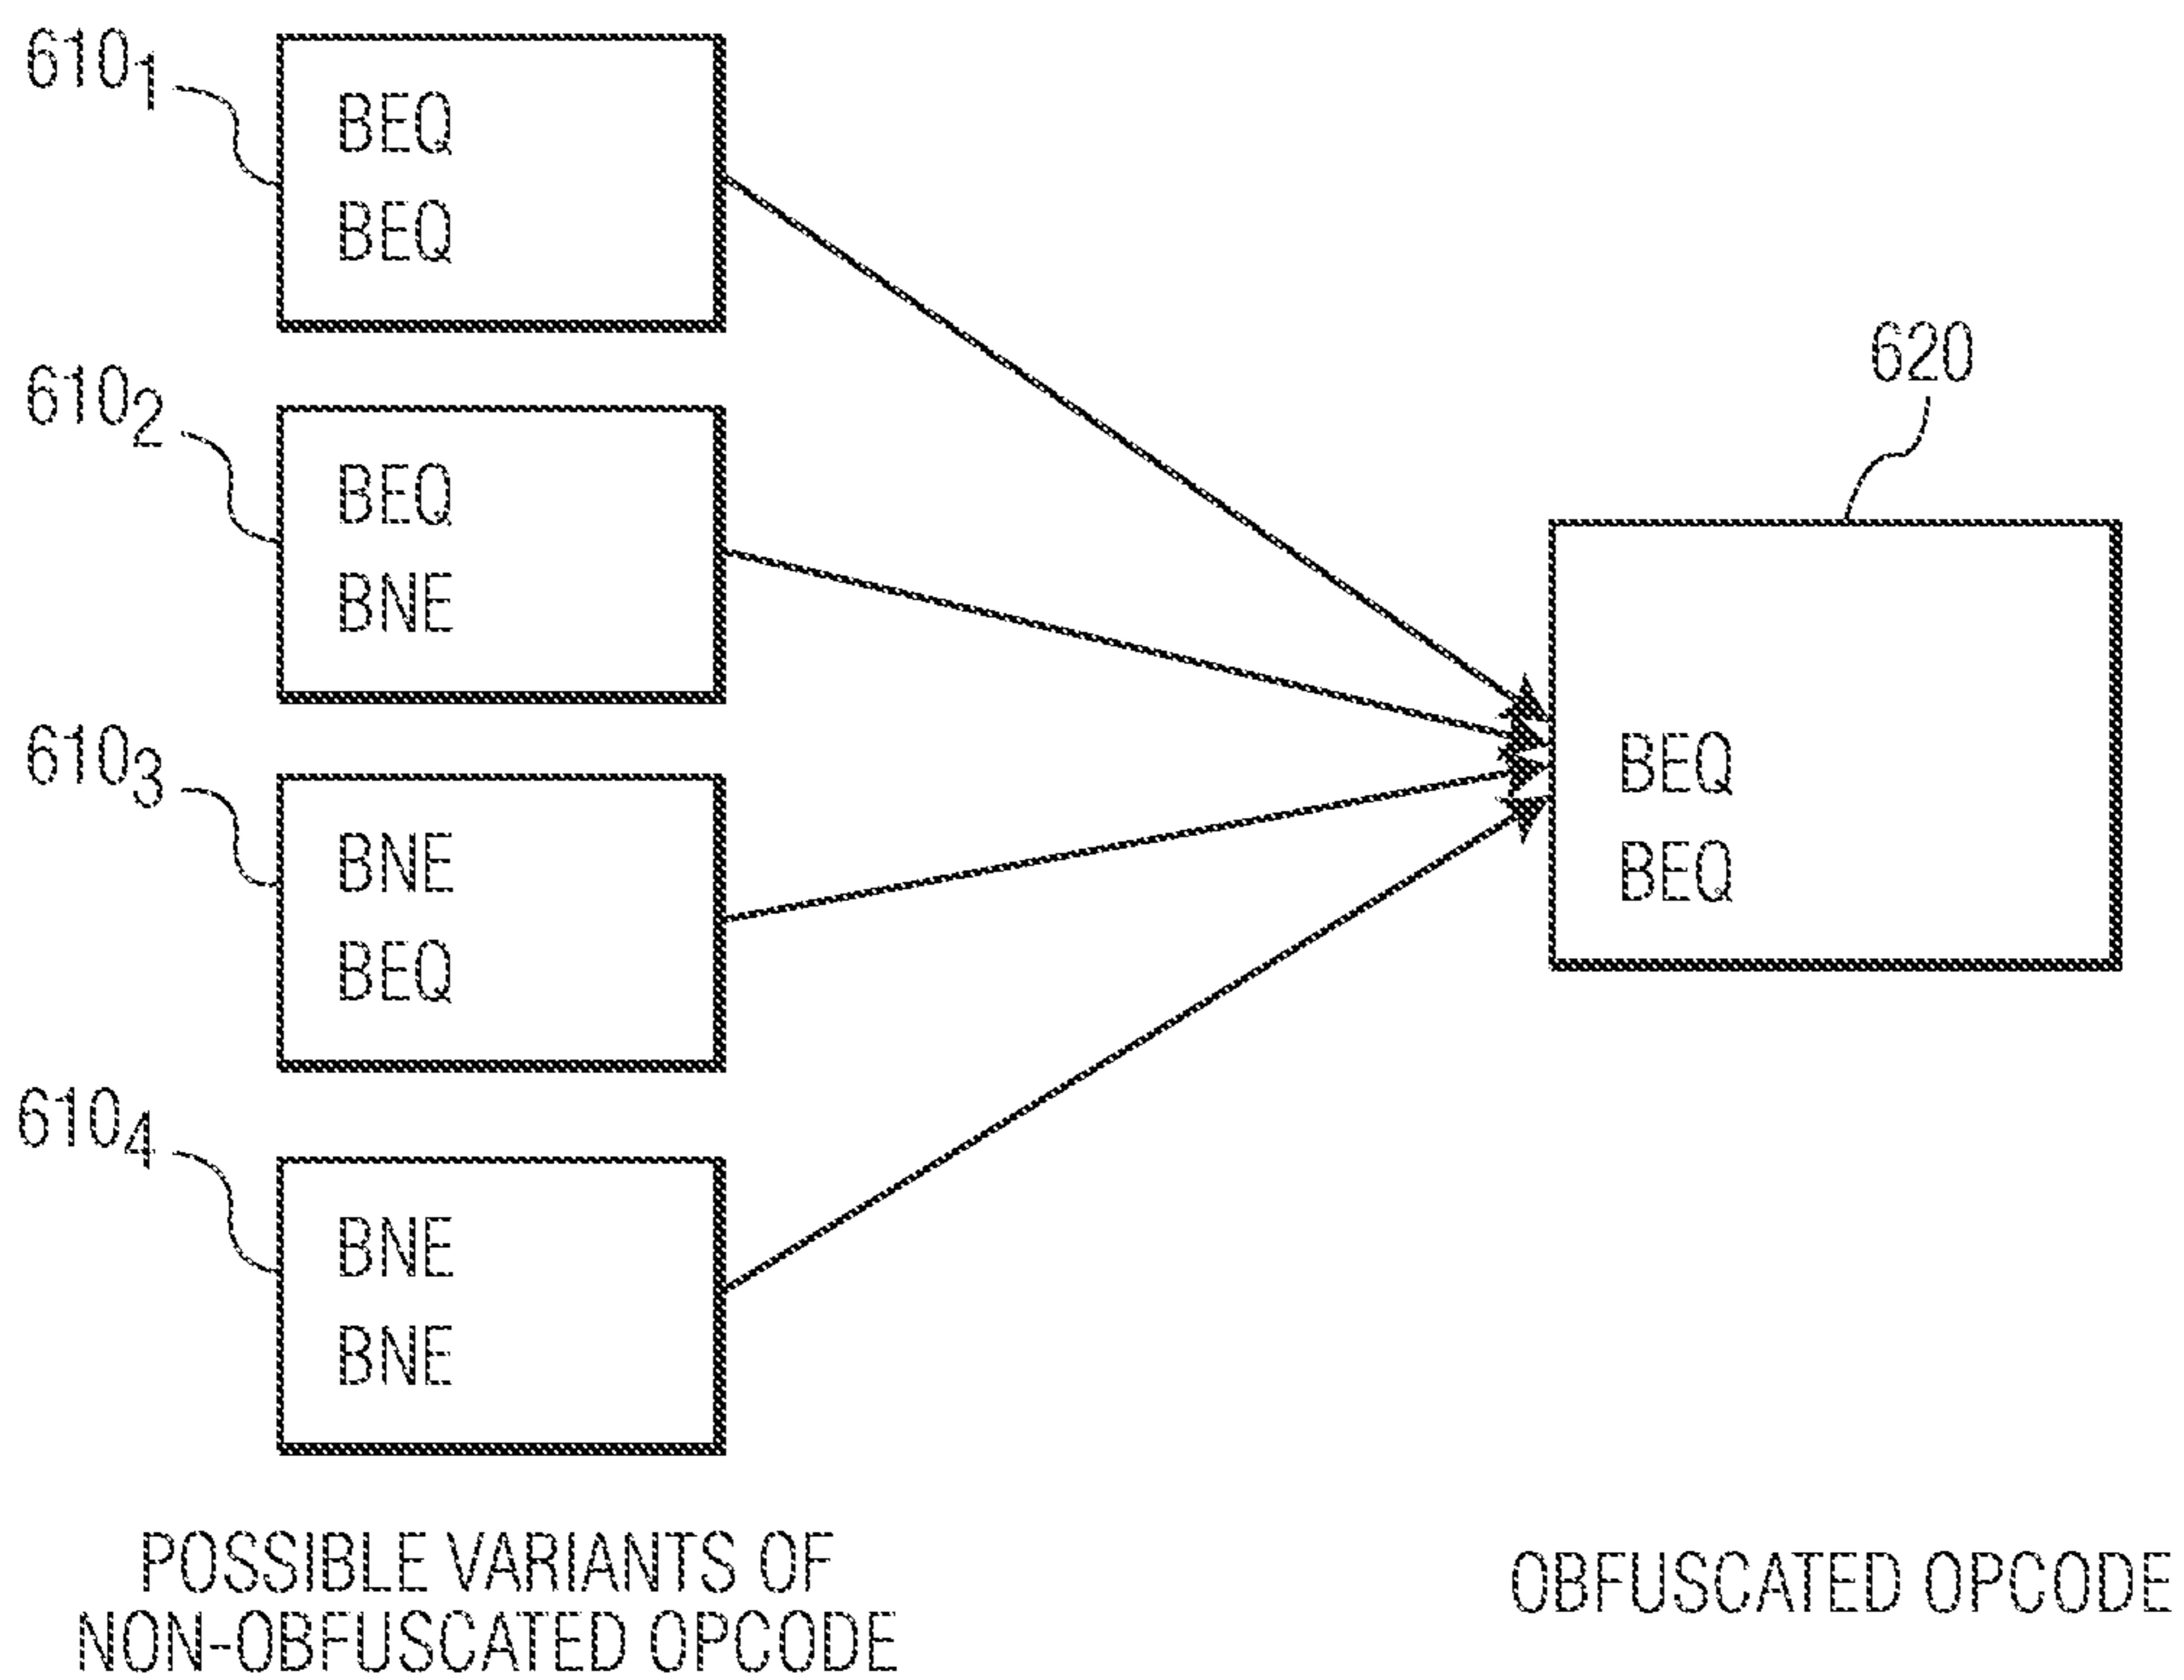 610₁
BEQ
BEQ
610₂
BEQ
BNE
610₃
BNE
BEQ
610₄
BNE
BNE
POSSIBLE VARIANTS OF
NON-OBFUSCATED OPCODE
620
BEQ
BEQ
OBFUSCATED OPCODE